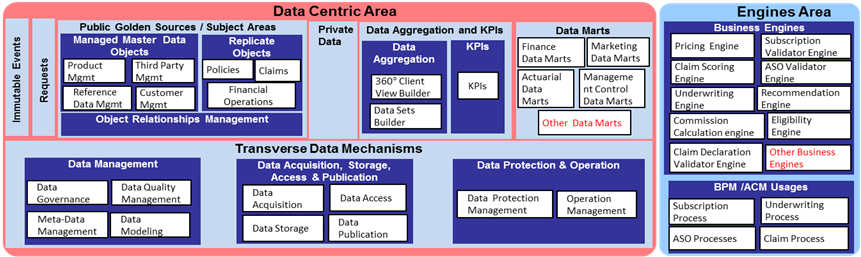 Data Centric Area
Immutable Events
Requests
Public Golden Sources / Subject Areas
Managed Master Data
Objects
Product
Mgmt
Third Party
Mgmt
Reference
Data Mgmt
Customer
Mgmt
Replicate
Objects
Policies
Claims
Financial
Operations
Object Relationships Management
Private
Data
Data Aggregation and KPIs
Data
Aggregation
360° Client
View Builder
Data Sets
Builder
KPIs
KPIs
Data Marts
Finance
Data Marts
Marketing
Data Marts
Actuarial
Data
Marts
Manageme
nt Control
Data Marts
Other Data Marts
Transverse Data Mechanisms
Data Management
Data
Governance
Data Quality
Management
Meta-Data
Management
Data
Modeling
Data Acquisition, Storage,
Access & Publication
Data
Acquisition
Data Access
Data Storage
Data
Publication
Data Protection & Operation
Data Protection
Management
Operation
Management
Engines Area
Business Engines
Pricing Engine
Subscription
Validator Engine
Claim Scoring
Engine
ASO Validator
Engine
Underwriting
Engine
Recommendation
Engine
Commission
Calculation engine
Eligibility
Engine
Claim Declaration
Validator Engine
Other Business
Engines
BPM /ACM Usages
Subscription
Process
Underwriting
Process
ASO Processes
Claim Process